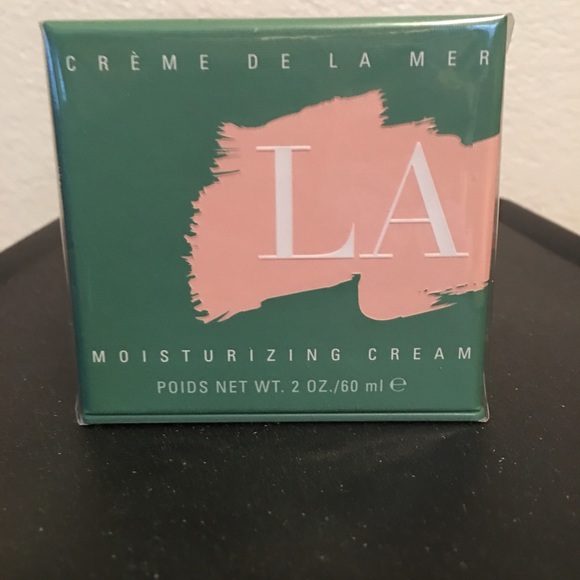 CRÈME DE LA MER
LA
MOISTURIZING CREAM
POIDS NET WT. 2 OZ./60 ml ℮